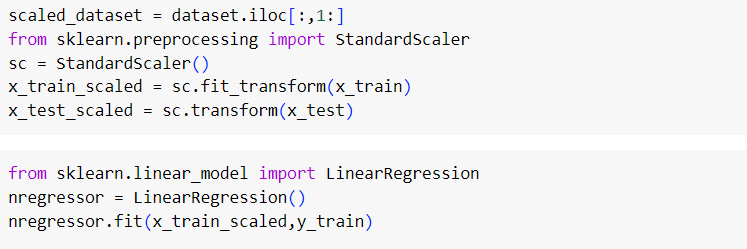 scaled_dataset = dataset.iloc[:,1:]
from sklearn.preprocessing import StandardScaler
sc = StandardScaler()
x_train_scaled = sc.fit_transform(x_train)
x_test_scaled = sc.transform(x_test)
from sklearn.linear_model import LinearRegression
nregressor = LinearRegression()
nregressor.fit(x_train_scaled,y_train)